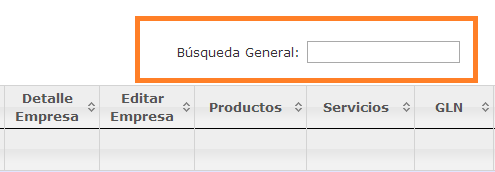 Búsqueda General:
Detalle Empresa
Editar Empresa
Productos
Servicios
GLN